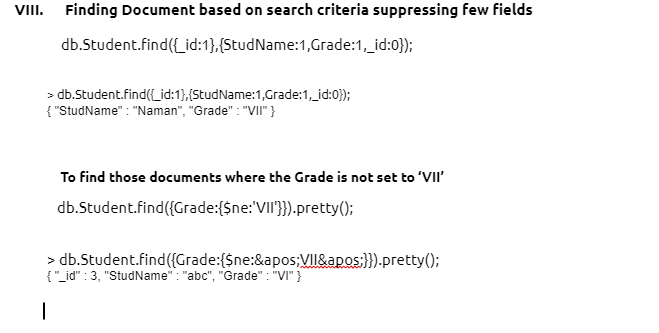 VIII. Finding Document based on search criteria suppressing few fields
db.Student.find({_id:1},{StudName:1,Grade:1,_id:0});
> db.Student.find({_id:1},{StudName:1,Grade:1,_id:0});
{ "StudName" : "Naman", "Grade" : "VII" }
To find those documents where the Grade is not set to ‘VII’
db.Student.find({Grade:{$ne:'VII'}}).pretty();
> db.Student.find({Grade:{$ne:&apos;VII&apos;}}).pretty();
{ "_id" : 3, "StudName" : "abc", "Grade" : "VI" }